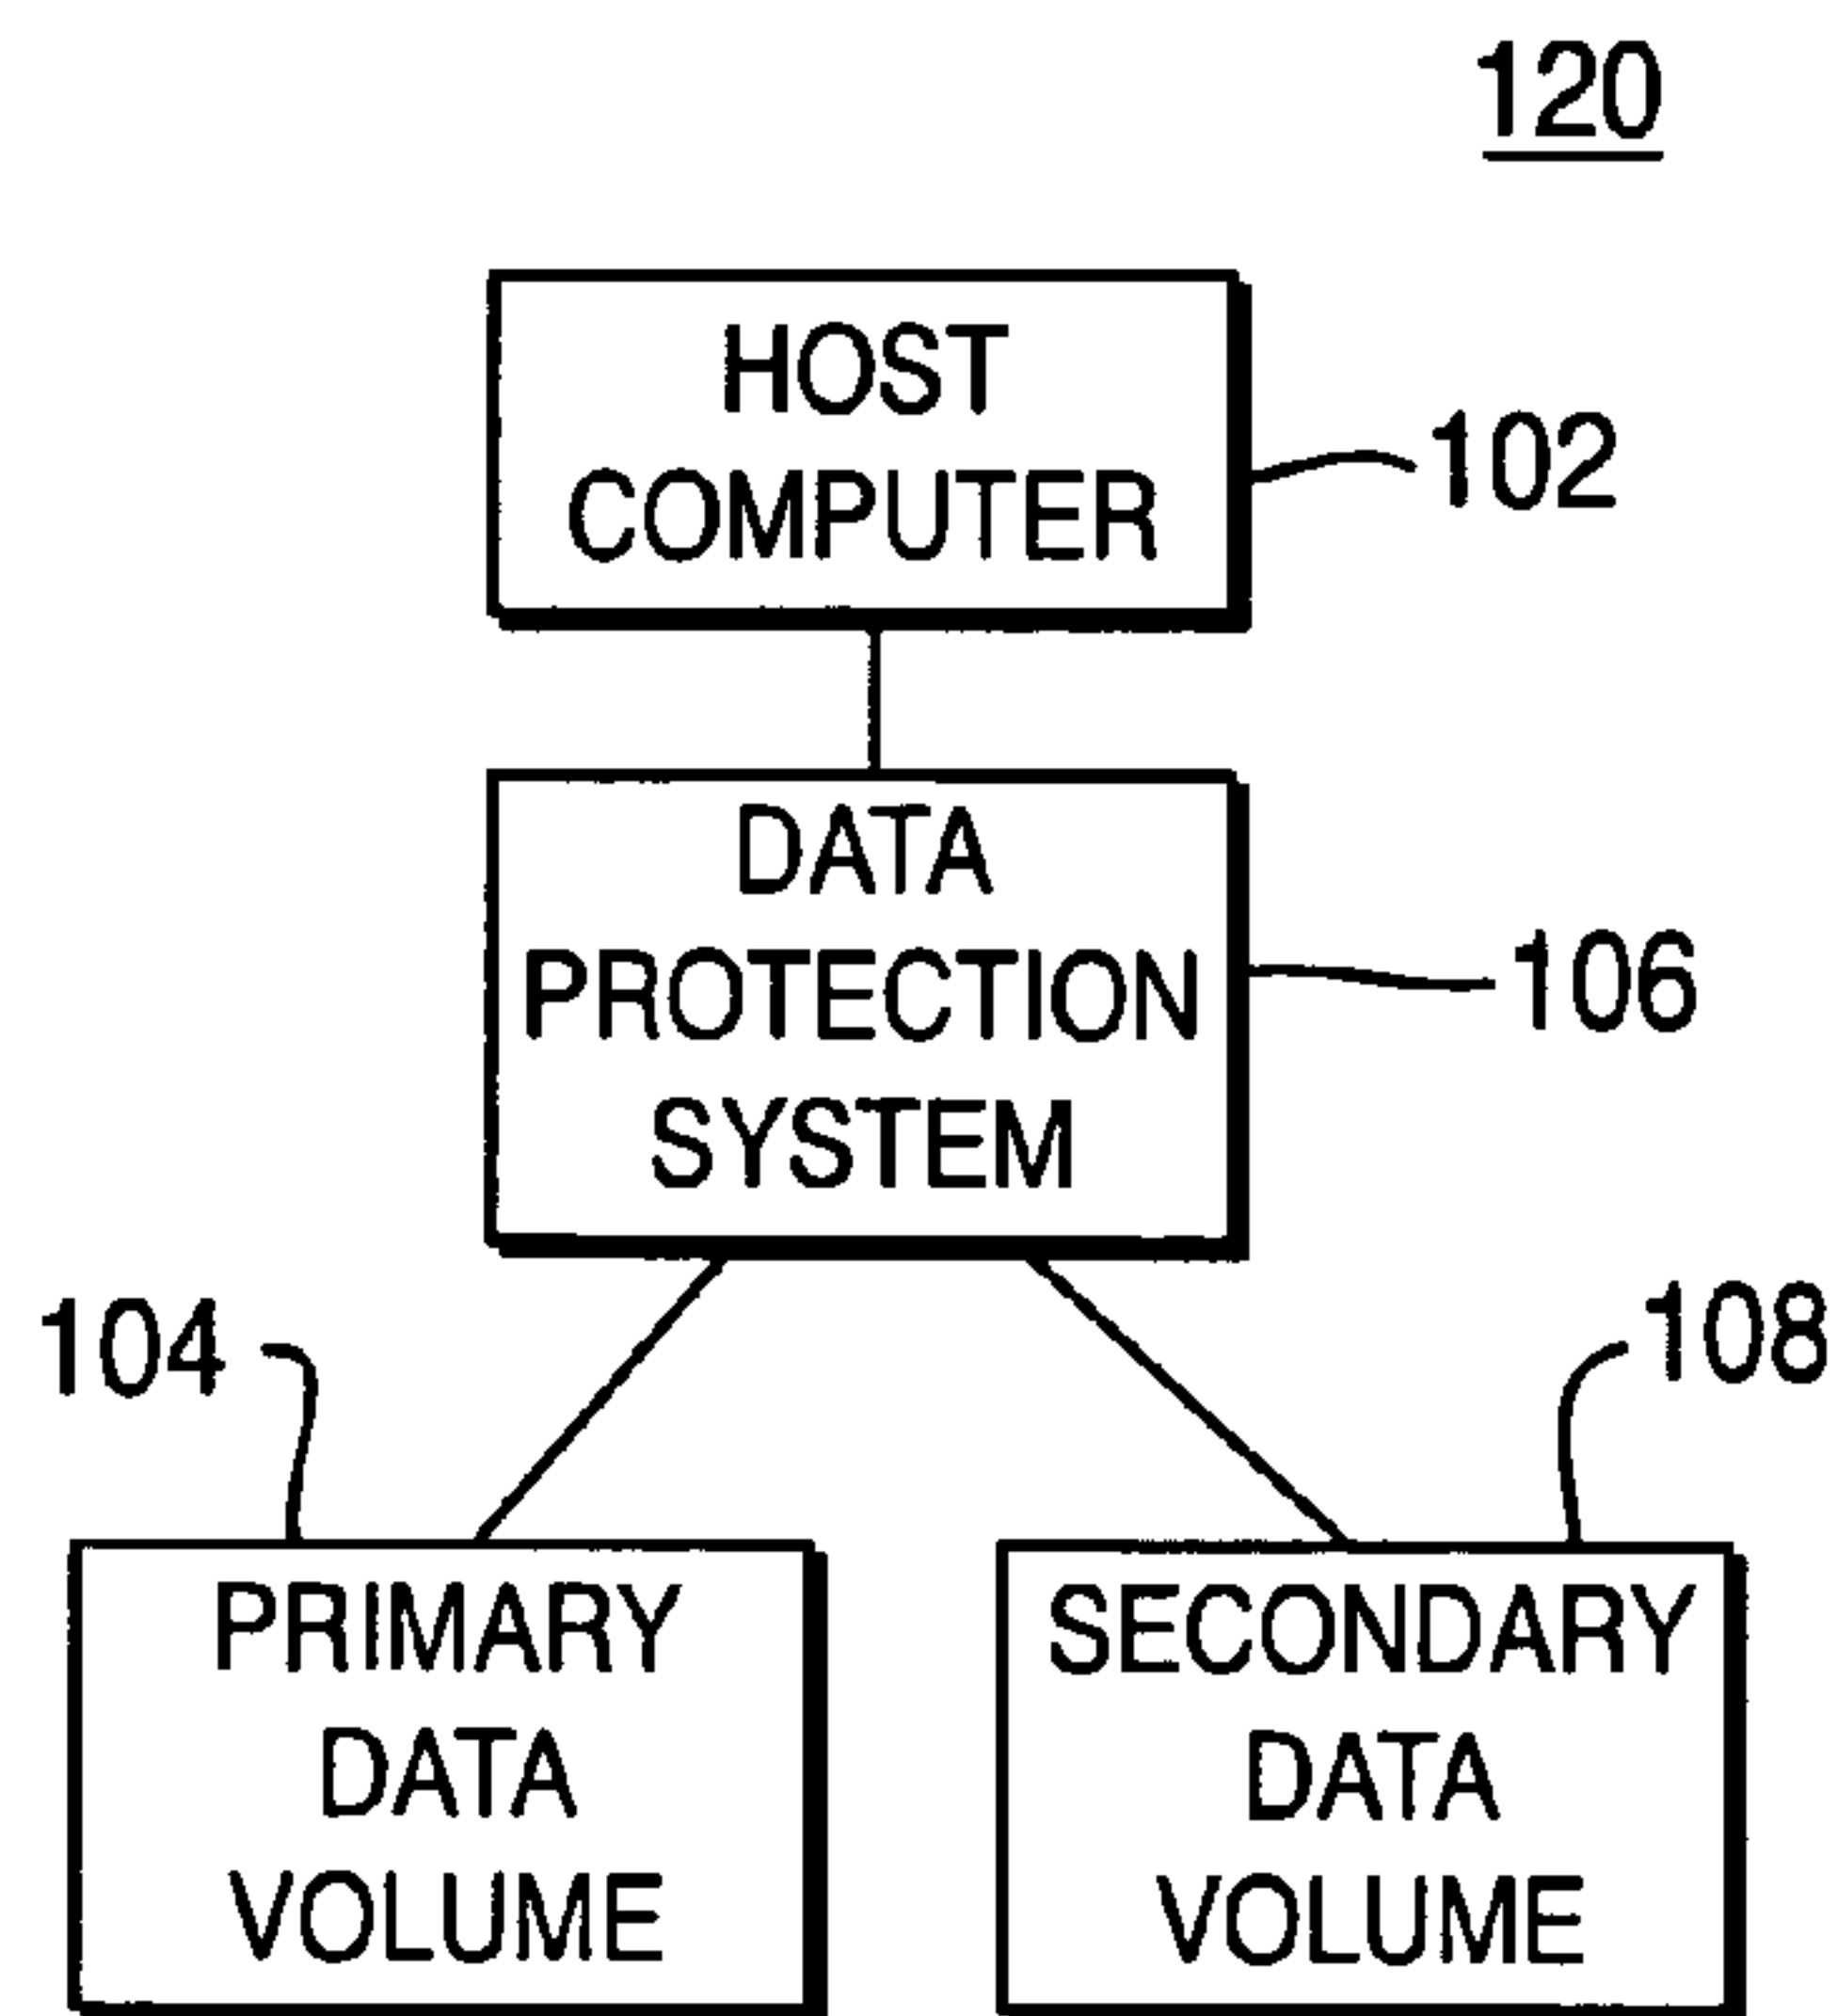 120
HOST
COMPUTER
102
DATA
PROTECTION
SYSTEM
106
104
108
PRIMARY
DATA
VOLUME
SECONDARY
DATA
VOLUME